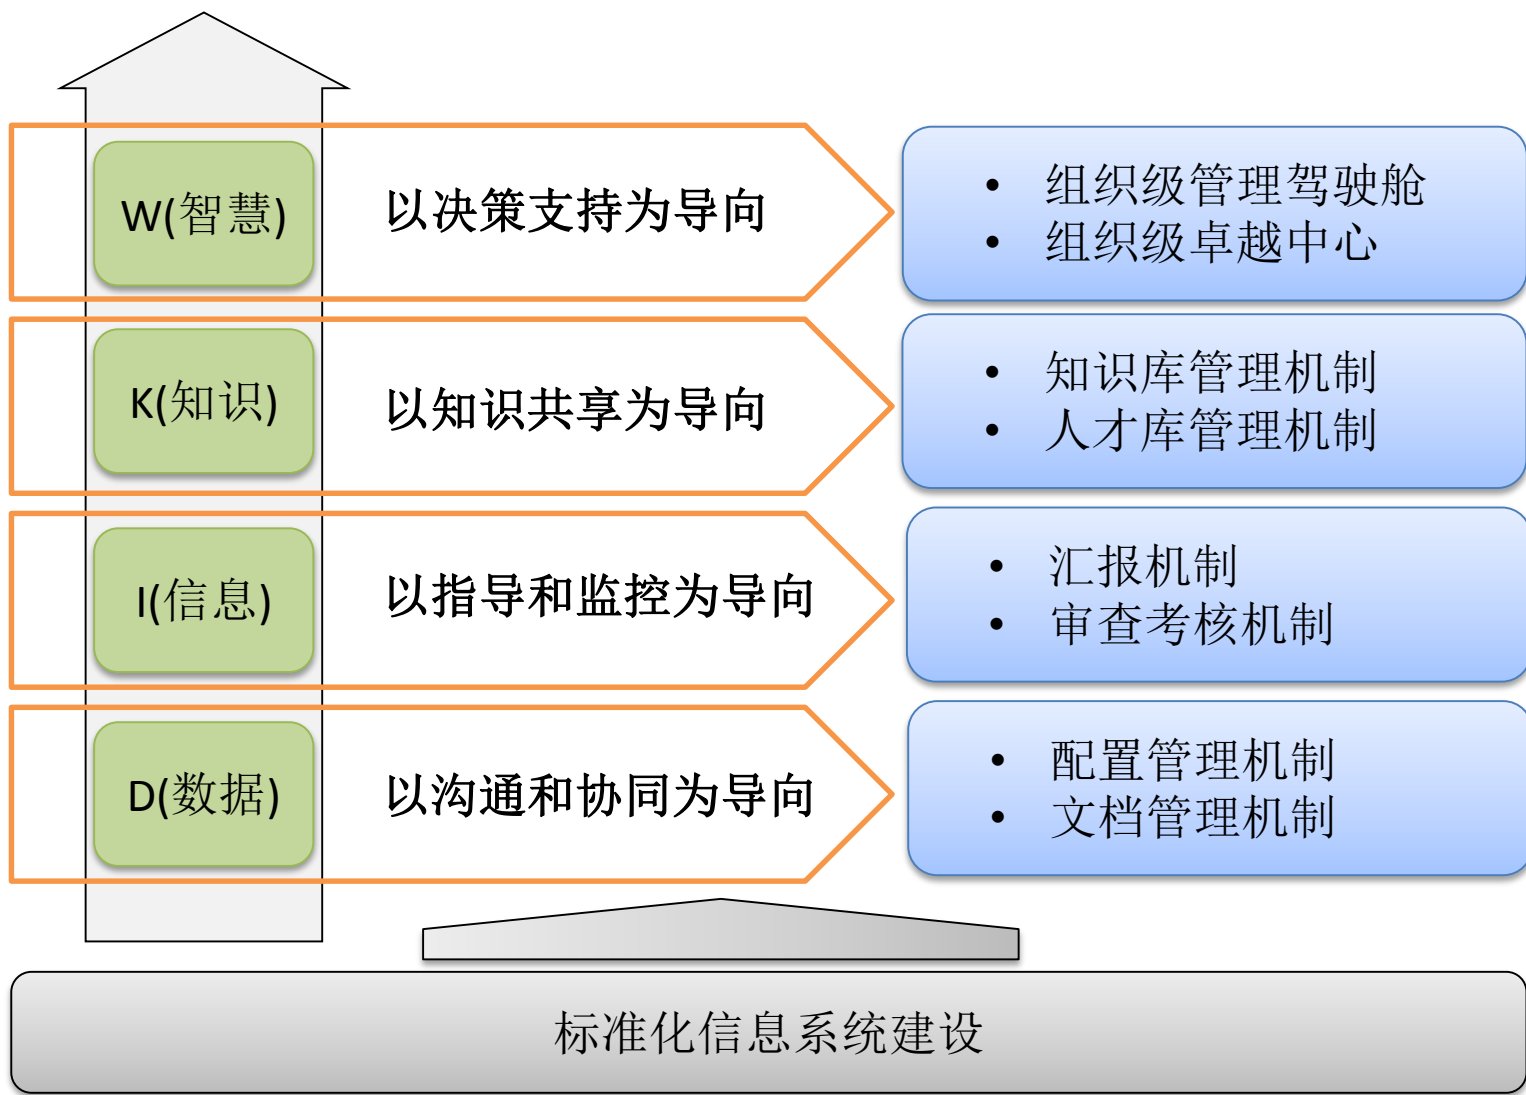 W(智慧)
以决策支持为导向
• 组织级管理驾驶舱
• 组织级卓越中心
K(知识)
以知识共享为导向
• 知识库管理机制
• 人才库管理机制
I(信息)
以指导和监控为导向
• 汇报机制
• 审查考核机制
D(数据)
以沟通和协同为导向
• 配置管理机制
• 文档管理机制
标准化信息系统建设